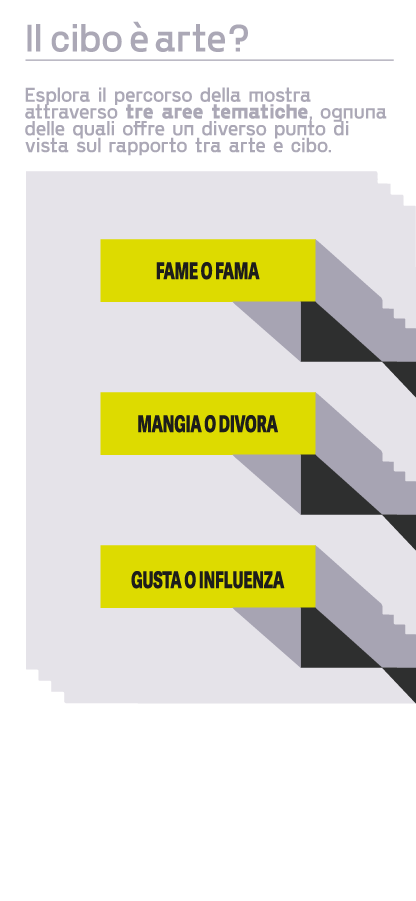 Il cibo è arte?
Esplora il percorso della mostra
attraverso tre aree tematiche, ognuna
delle quali offre un diverso punto di
vista sul rapporto tra arte e cibo.
FAME O FAMA
MANGIA O DIVORA
GUSTA O INFLUENZA